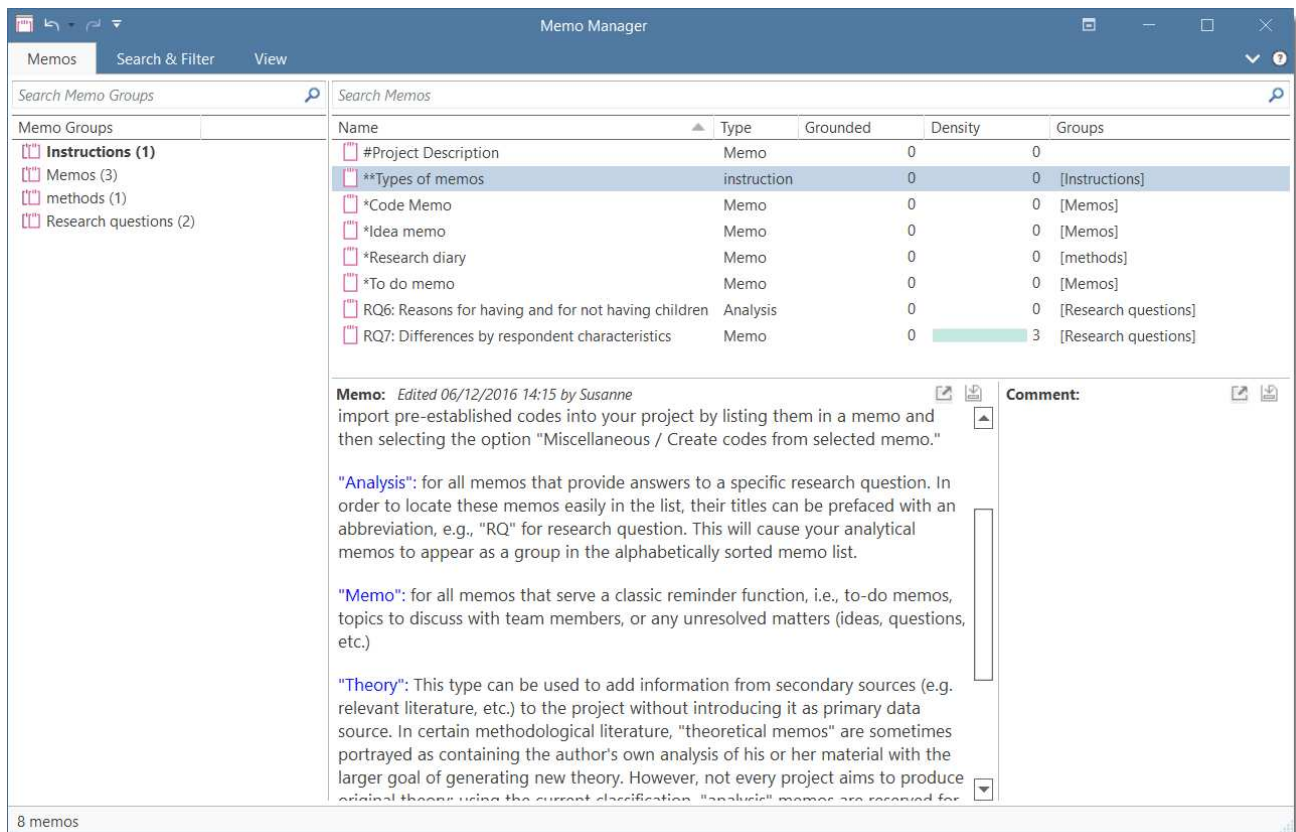 Memo Manager
Memos Search & Filter View
Search Memo Groups
Search Memos
Memo Groups
Instructions (1)
Memos (3)
methods (1)
Research questions (2)
Name Type Grounded Density Groups
#Project Description Memo 0 0
**Types of memos instruction 0 0 [Instructions]
*Code Memo Memo 0 0 [Memos]
*Idea memo Memo 0 0 [Memos]
*Research diary Memo 0 0 [methods]
*To do memo Memo 0 0 [Memos]
RQ6: Reasons for having and for not having children Analysis 0 0 [Research questions]
RQ7: Differences by respondent characteristics Memo 0 3 [Research questions]
Memo: Edited 06/12/2016 14:15 by Susanne
import pre-established codes into your project by listing them in a memo and
then selecting the option "Miscellaneous / Create codes from selected memo."
"Analysis": for all memos that provide answers to a specific research question. In
order to locate these memos easily in the list, their titles can be prefaced with an
abbreviation, e.g., "RQ" for research question. This will cause your analytical
memos to appear as a group in the alphabetically sorted memo list.
"Memo": for all memos that serve a classic reminder function, i.e., to-do memos,
topics to discuss with team members, or any unresolved matters (ideas, questions,
etc.)
"Theory": This type can be used to add information from secondary sources (e.g.
relevant literature, etc.) to the project without introducing it as primary data
source. In certain methodological literature, "theoretical memos" are sometimes
portrayed as containing the author's own analysis of his or her material with the
larger goal of generating new theory. However, not every project aims to produce
original theory; using the current classification, "analysis" memos are reserved for
Comment:
8 memos